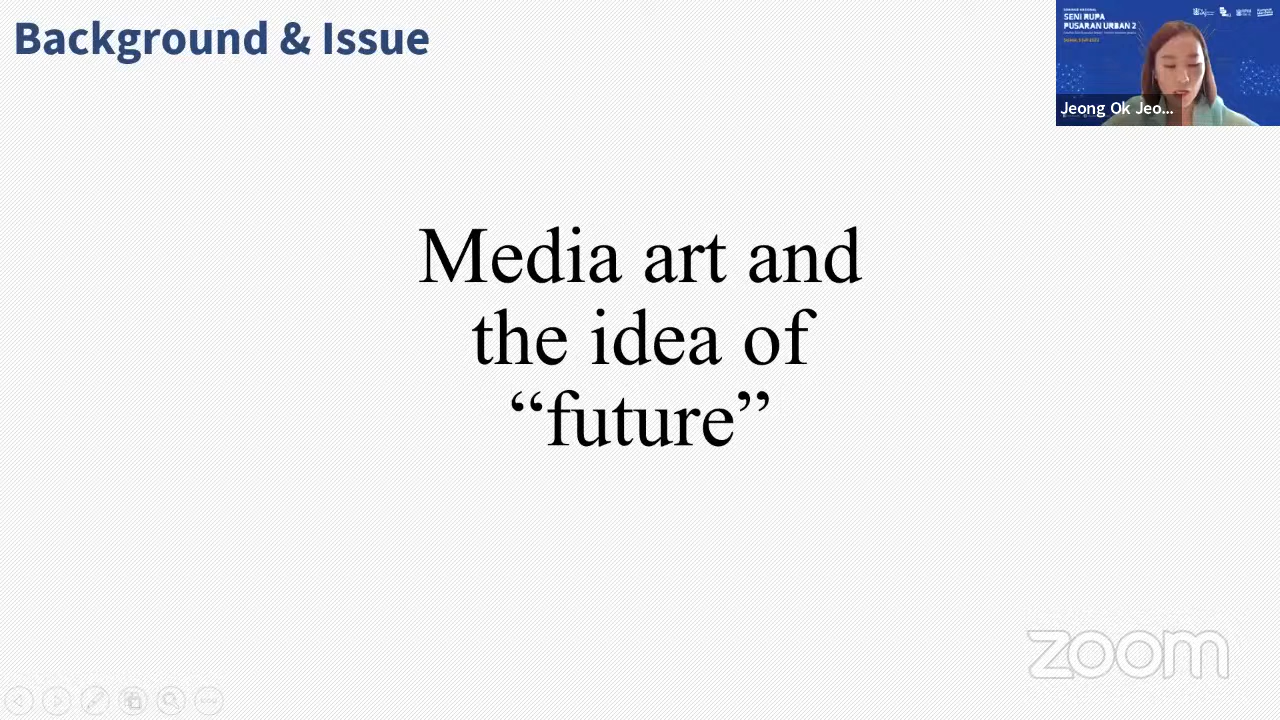 Background & Issue
SENI RUPA
PUSARAN URBAN 2
Jeong Ok Jeo...
Media art and
the idea of
“future”
zoom